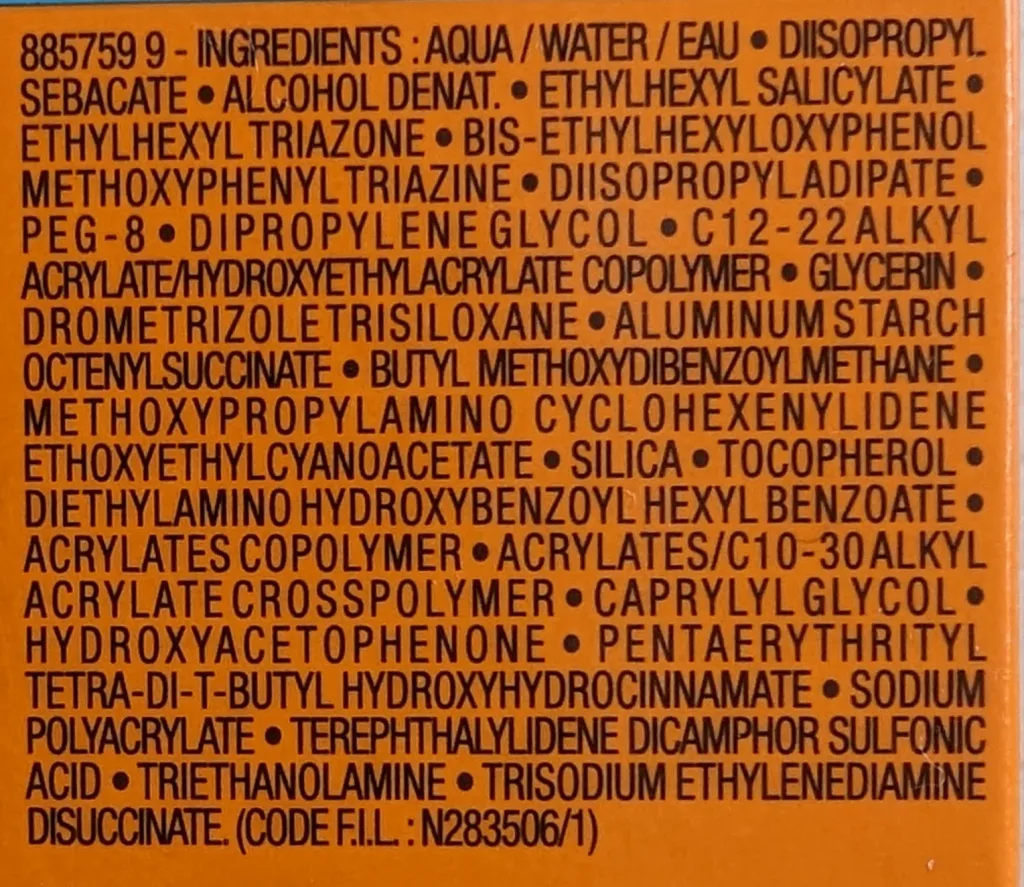 885759 9 - INGREDIENTS : AQUA / WATER / EAU • DIISOPROPYL
SEBACATE • ALCOHOL DENAT. • ETHYLHEXYL SALICYLATE •
ETHYLHEXYL TRIAZONE • BIS-ETHYLHEXYLOXYPHENOL
METHOXYPHENYL TRIAZINE • DIISOPROPYL ADIPATE •
PEG-8 • DIPROPYLENE GLYCOL • C12-22 ALKYL
ACRYLATE/HYDROXYETHYLACRYLATE COPOLYMER • GLYCERIN •
DROMETRIZOLE TRISILOXANE • ALUMINUM STARCH
OCTENYLSUCCINATE • BUTYL METHOXYDIBENZOYLMETHANE •
METHOXYPROPYLAMINO CYCLOHEXENYLIDENE
ETHOXYETHYLCYANOACETATE • SILICA • TOCOPHEROL •
DIETHYLAMINO HYDROXYBENZOYL HEXYL BENZOATE •
ACRYLATES COPOLYMER • ACRYLATES/C10-30 ALKYL
ACRYLATE CROSSPOLYMER • CAPRYLYL GLYCOL •
HYDROXYACETOPHENONE • PENTAERYTHRITYL
TETRA-DI-T-BUTYL HYDROXYHYDROCINNAMATE • SODIUM
POLYACRYLATE • TEREPHTHALYLIDENE DICAMPHOR SULFONIC
ACID • TRIETHANOLAMINE • TRISODIUM ETHYLENEDIAMINE
DISUCCINATE. (CODE F.I.L. : N283506/1)